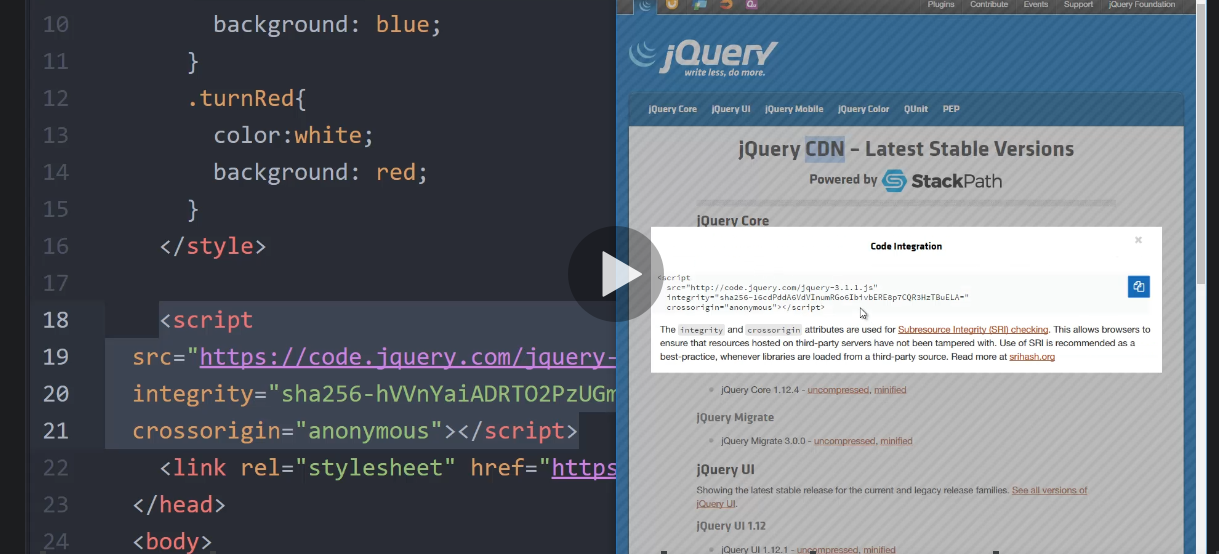 10 background: blue;
11 }
12 .turnRed{
13 color:white;
14 background: red;
15 }
16 </style>
17
18 <script
19 src="https://code.jquery.com/jquery-
20 integrity="sha256-hVVnYaiADRTO2PzUGm
21 crossorigin="anonymous"></script>
22 <link rel="stylesheet" href="https
23 </head>
24 <body>
Plugins Contribute Events Support jQuery Foundation
jQuery
write less, do more.
jQuery Core jQuery UI jQuery Mobile jQuery Color QUnit PEP
jQuery CDN – Latest Stable Versions
Powered by StackPath
jQuery Core
Code Integration
<script
src="http://code.jquery.com/jquery-3.1.1.js"
integrity="sha256-16cdPddA6VdVInumRGo6IbivbERE8p7CQR3HzTBuELA="
crossorigin="anonymous"></script>
The integrity and crossorigin attributes are used for Subresource Integrity (SRI) checking. This allows browsers to
ensure that resources hosted on third-party servers have not been tampered with. Use of SRI is recommended as a
best-practice, whenever libraries are loaded from a third-party source. Read more at srihash.org
jQuery Core 1.12.4 - uncompressed, minified
jQuery Migrate
jQuery Migrate 3.0.0 - uncompressed, minified
jQuery UI
Showing the latest stable release for the current and legacy release families. See all versions of
jQuery UI.
jQuery UI 1.12
jQuery UI 1.12.1 - uncompressed, minified